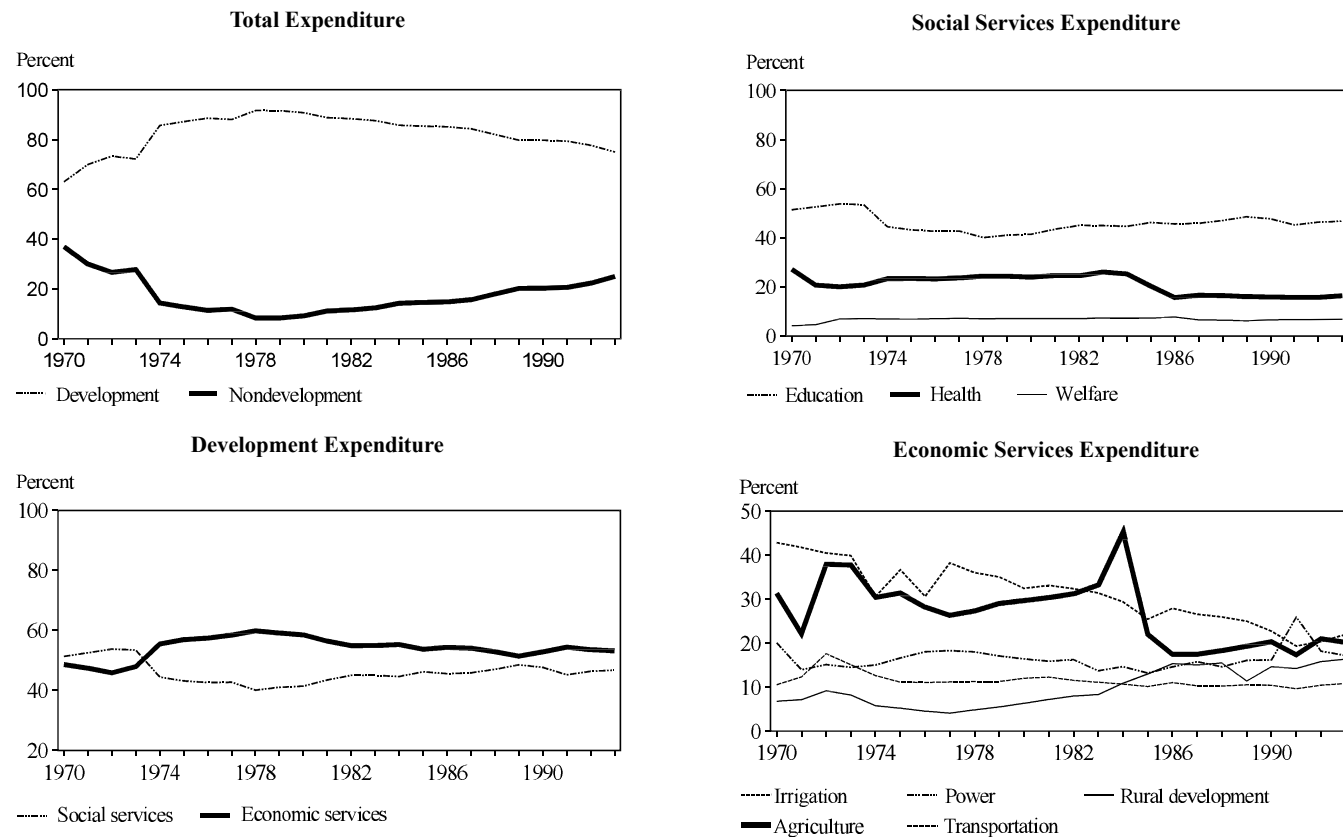 Total Expenditure
Percent
100
80
60
40
20
0
1970 1974 1978 1982 1986 1990
Development Nondevelopment
Social Services Expenditure
Percent
100
80
60
40
20
0
1970 1974 1978 1982 1986 1990
Education Health Welfare
Development Expenditure
Percent
100
80
60
40
20
1970 1974 1978 1982 1986 1990
Social services Economic services
Economic Services Expenditure
Percent
50
40
30
20
10
0
1970 1974 1978 1982 1986 1990
Irrigation Power Rural development
Agriculture Transportation